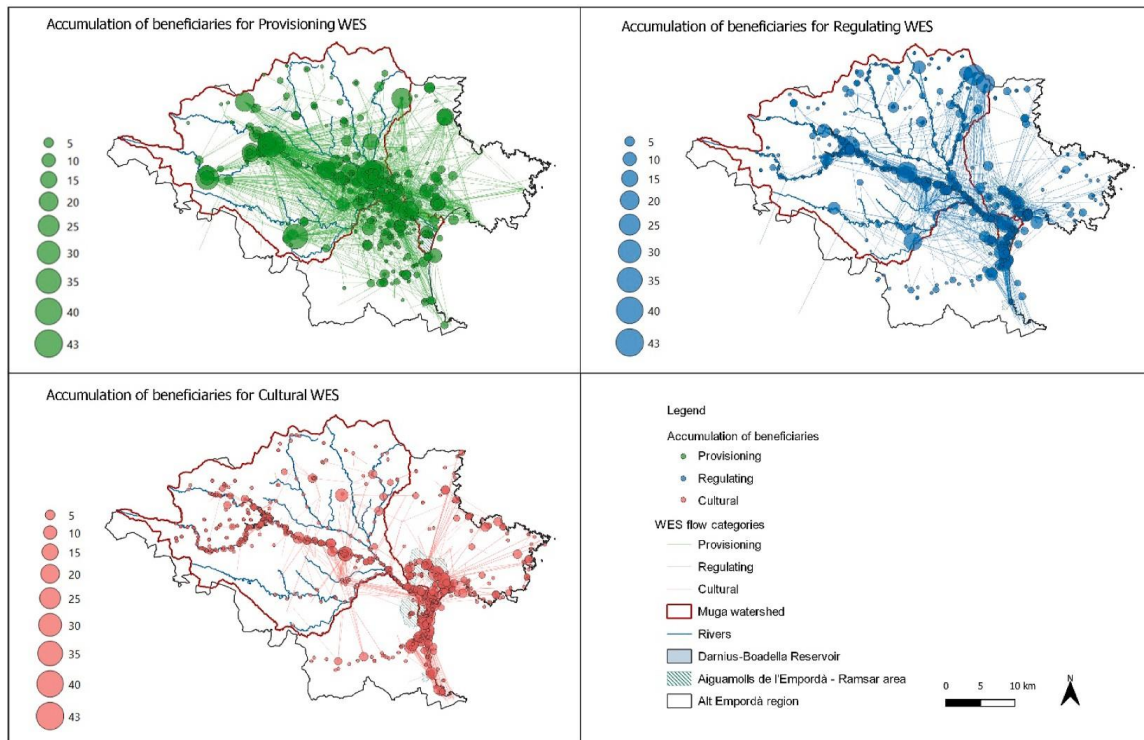 Accumulation of beneficiaries for Provisioning WES
5
10
15
20
25
30
35
40
43
Accumulation of beneficiaries for Regulating WES
5
10
15
20
25
30
35
40
43
Accumulation of beneficiaries for Cultural WES
5
10
15
20
25
30
35
40
43
Legend
Accumulation of beneficiaries
Provisioning
Regulating
Cultural
WES flow categories
Provisioning
Regulating
Cultural
Muga watershed
Rivers
Darnius-Boadella Reservoir
Aiguamolls de l'Empordà - Ramsar area
Alt Empordà region
0 5 10 km
N